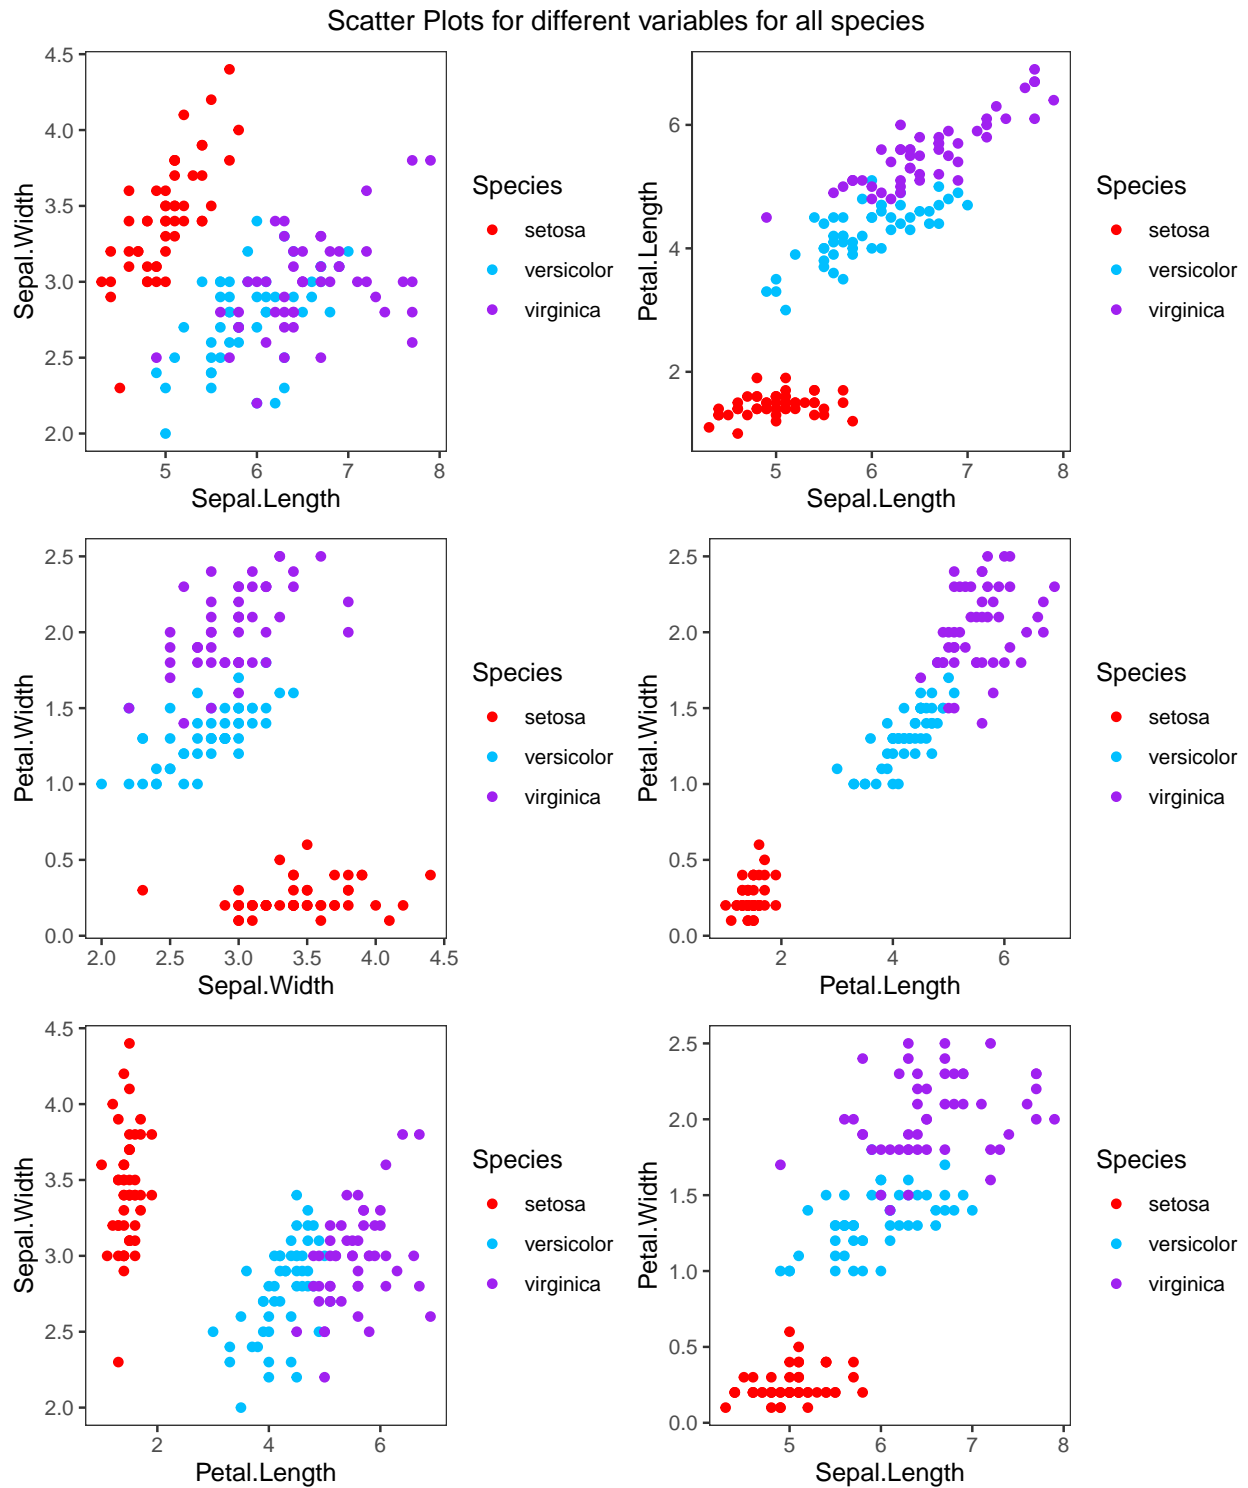 Scatter Plots for different variables for all species
4.5
4.0
3.5
3.0
2.5
2.0
Sepal.Width
5 6 7 8
Sepal.Length
Species
setosa
versicolor
virginica
6
4
2
Petal.Length
5 6 7 8
Sepal.Length
Species
setosa
versicolor
virginica
2.5
2.0
1.5
1.0
0.5
0.0
Petal.Width
2.0 2.5 3.0 3.5 4.0 4.5
Sepal.Width
Species
setosa
versicolor
virginica
2.5
2.0
1.5
1.0
0.5
0.0
Petal.Width
2 4 6
Petal.Length
Species
setosa
versicolor
virginica
4.5
4.0
3.5
3.0
2.5
2.0
Sepal.Width
2 4 6
Petal.Length
Species
setosa
versicolor
virginica
2.5
2.0
1.5
1.0
0.5
0.0
Petal.Width
5 6 7 8
Sepal.Length
Species
setosa
versicolor
virginica